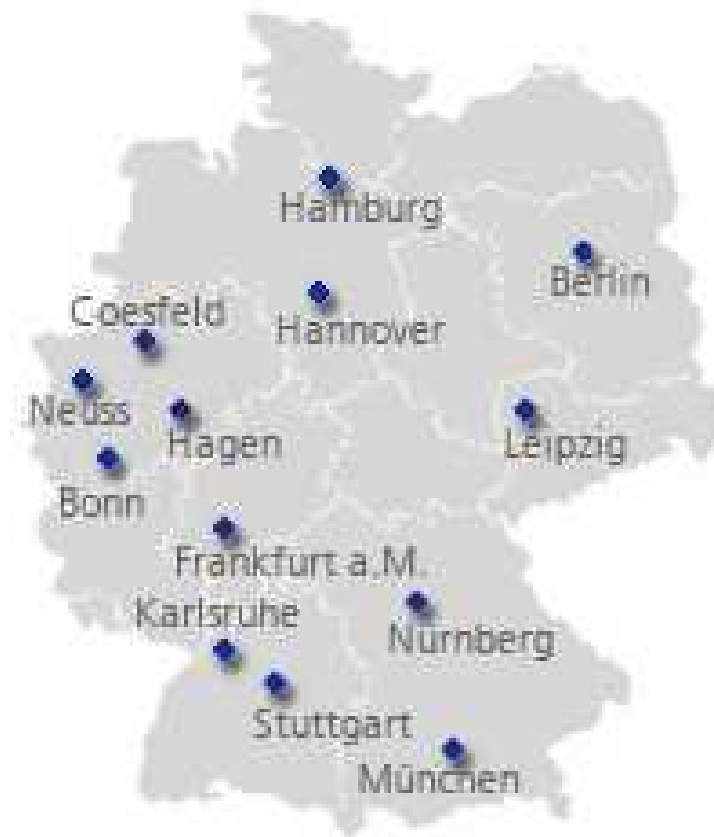 Hamburg
Berlin
Coesfeld
Hannover
Neuss
Hagen
Leipzig
Bonn
Frankfurt a.M.
Karlsruhe
Nürnberg
Stuttgart
München